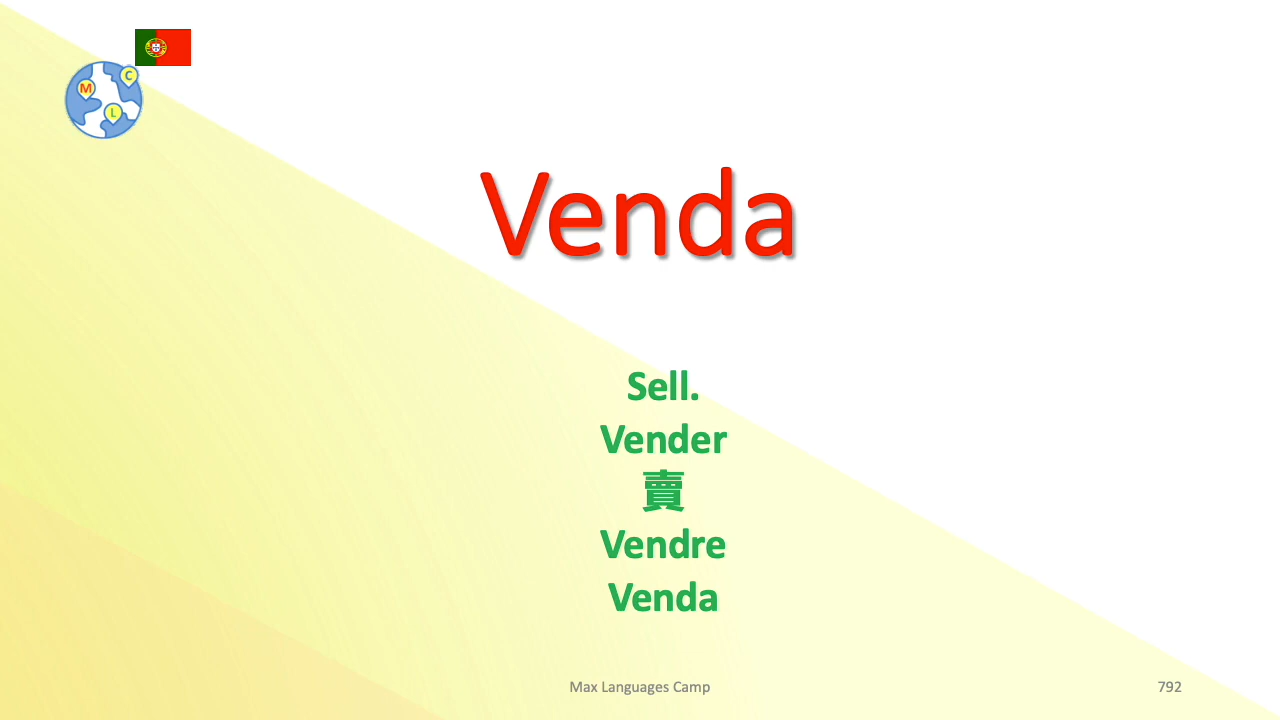 C
M
L
Venda
Sell.
Vender
賣
Vendre
Venda
Max Languages Camp
792